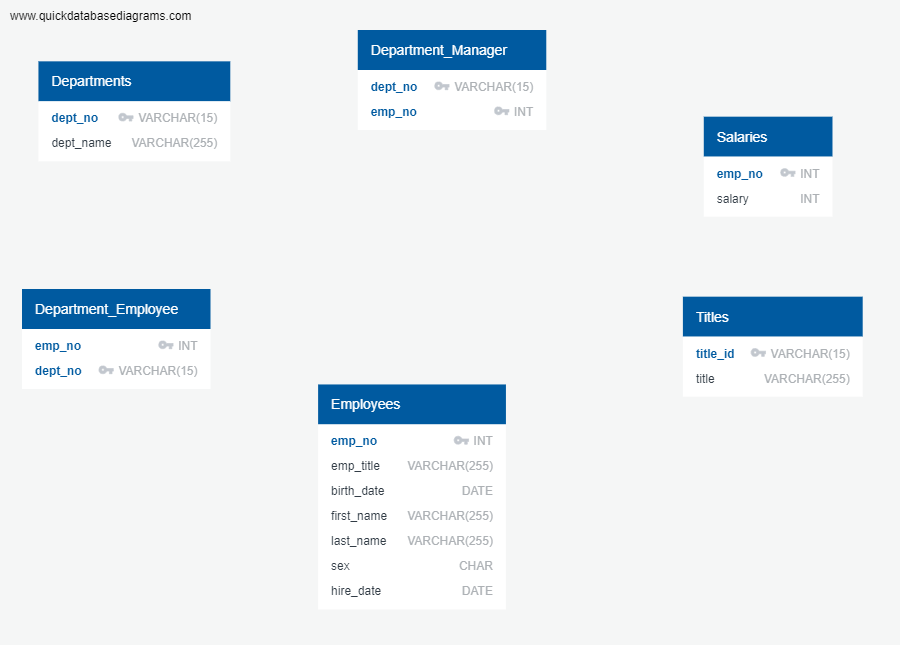 www.quickdatabasediagrams.com
Departments
dept_no VARCHAR(15)
dept_name VARCHAR(255)
Department_Manager
dept_no VARCHAR(15)
emp_no INT
Salaries
emp_no INT
salary INT
Department_Employee
emp_no INT
dept_no VARCHAR(15)
Employees
emp_no INT
emp_title VARCHAR(255)
birth_date DATE
first_name VARCHAR(255)
last_name VARCHAR(255)
sex CHAR
hire_date DATE
Titles
title_id VARCHAR(15)
title VARCHAR(255)